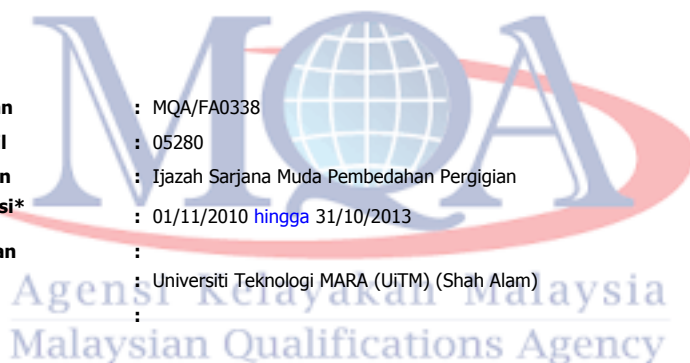 MQA
an : MQA/FA0338
l : 05280
n : Ijazah Sarjana Muda Pembedahan Pergigian
si* : 01/11/2010 hingga 31/10/2013
an :
: Universiti Teknologi MARA (UiTM) (Shah Alam)
:
Agensi Kelayakan Malaysia
Malaysian Qualifications Agency